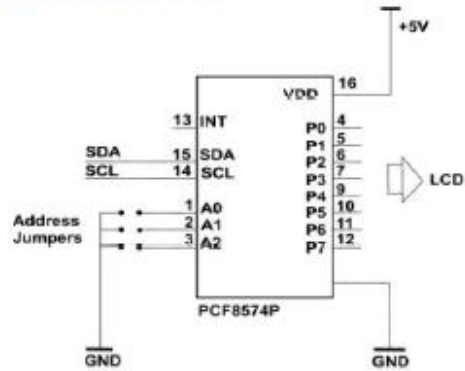 +5V
16
VDD
13 INT
P0 4
P1 5
SDA 15 SDA
P2 6
SCL 14 SCL
P3 7
LCD
P4 9
1 A0
P5 10
Address
2 A1
P6 11
Jumpers
3 A2
P7 12
PCF8574P
GND
GND